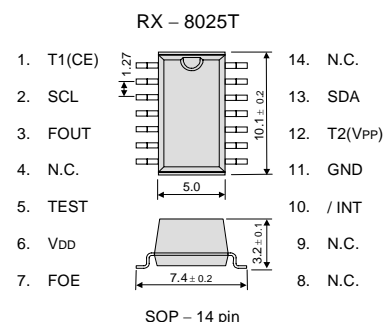 RX – 8025T
1. T1(CE)
2. SCL
3. FOUT
4. N.C.
5. TEST
6. VDD
7. FOE
1.27
10.1 ± 0.2
5.0
14. N.C.
13. SDA
12. T2(VPP)
11. GND
10. / INT
9. N.C.
8. N.C.
3.2 ± 0.1
7.4 ± 0.2
SOP – 14 pin